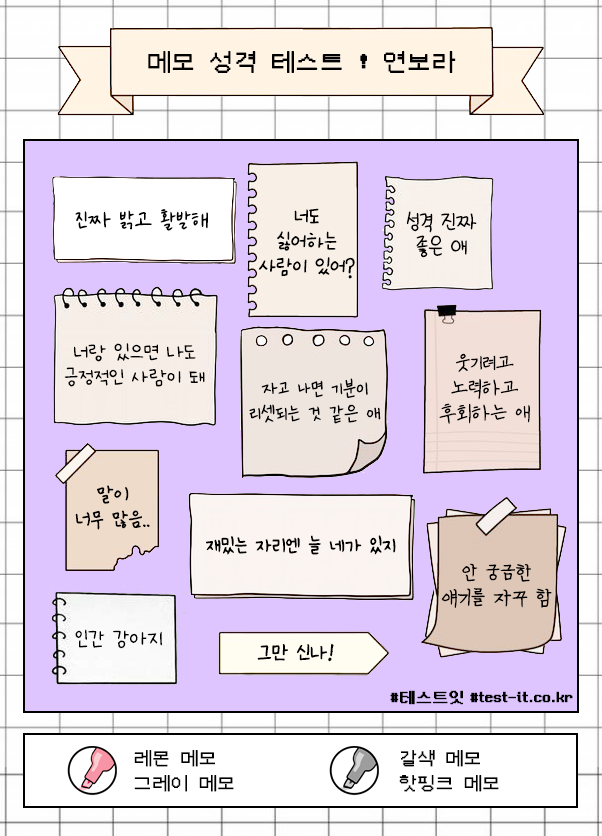 메모 성격 테스트 ! 연보라
진짜 밝고 활발해
너도
싫어하는
사람이 있어?
성격 진짜
좋은 애
너랑 있으면 나도
긍정적인 사람이 돼
자고 나면 기분이
리셋되는 것 같은 애
웃기려고
노력하고
후회하는 애
말이
너무 많음..
재밌는 자리엔 늘 네가 있지
안 궁금한
얘기를 자꾸 함
인간 강아지
그만 신나!
#테스트잇 #test-it.co.kr
레몬 메모
그레이 메모
갈색 메모
핫핑크 메모